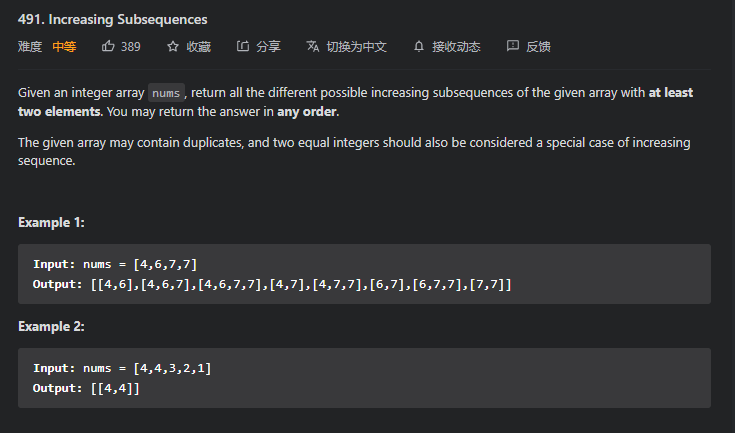 491. Increasing Subsequences
难度 中等 389 收藏 分享 切换为中文 接收动态 反馈
Given an integer array nums, return all the different possible increasing subsequences of the given array with at least
two elements. You may return the answer in any order.
The given array may contain duplicates, and two equal integers should also be considered a special case of increasing
sequence.
Example 1:
Input: nums = [4,6,7,7]
Output: [[4,6],[4,6,7],[4,6,7,7],[4,7],[4,7,7],[6,7],[6,7,7],[7,7]]
Example 2:
Input: nums = [4,4,3,2,1]
Output: [[4,4]]